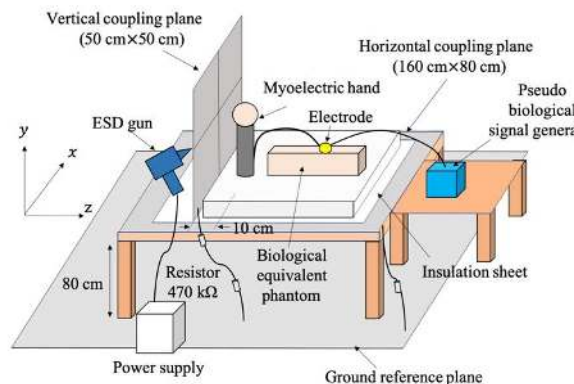 Vertical coupling plane
(50 cm×50 cm)
Horizontal coupling plane
(160 cm×80 cm)
Myoelectric hand
Pseudo
biological
signal genera
Electrode
ESD gun
y
x
z
10 cm
Biological
equivalent
phantom
Insulation sheet
Resistor
470 kΩ
80 cm
Power supply
Ground reference plane